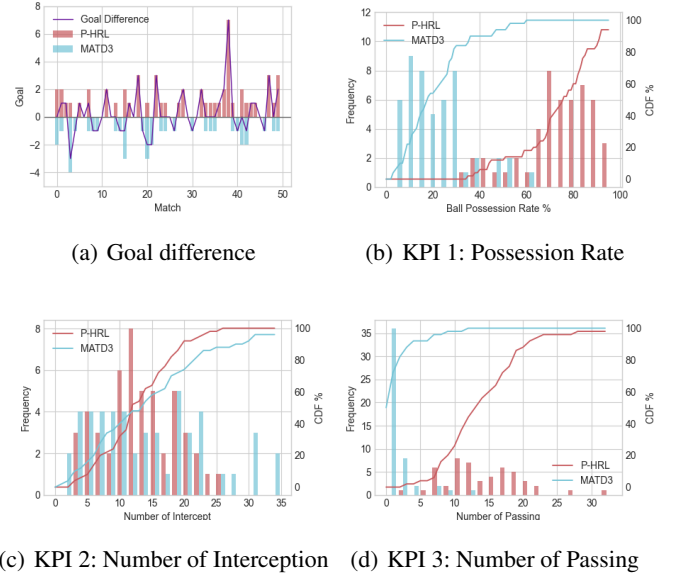 8
6
4
2
0
−2
−4
Goal
Goal Difference
P-HRL
MATD3
0 10 20 30 40 50
Match
(a) Goal difference
12
10
8
6
4
2
0
Frequency
P-HRL
MATD3
100
80
60
40
20
0
CDF %
0 20 40 60 80 100
Ball Possession Rate %
(b) KPI 1: Possession Rate
8
6
4
2
0
Frequency
P-HRL
MATD3
100
80
60
40
20
0
CDF %
0 5 10 15 20 25 30 35
Number of Intercept
(c) KPI 2: Number of Interception
35
30
25
20
15
10
5
0
Frequency
P-HRL
MATD3
100
80
60
40
20
0
CDF %
0 5 10 15 20 25 30
Number of Passing
(d) KPI 3: Number of Passing